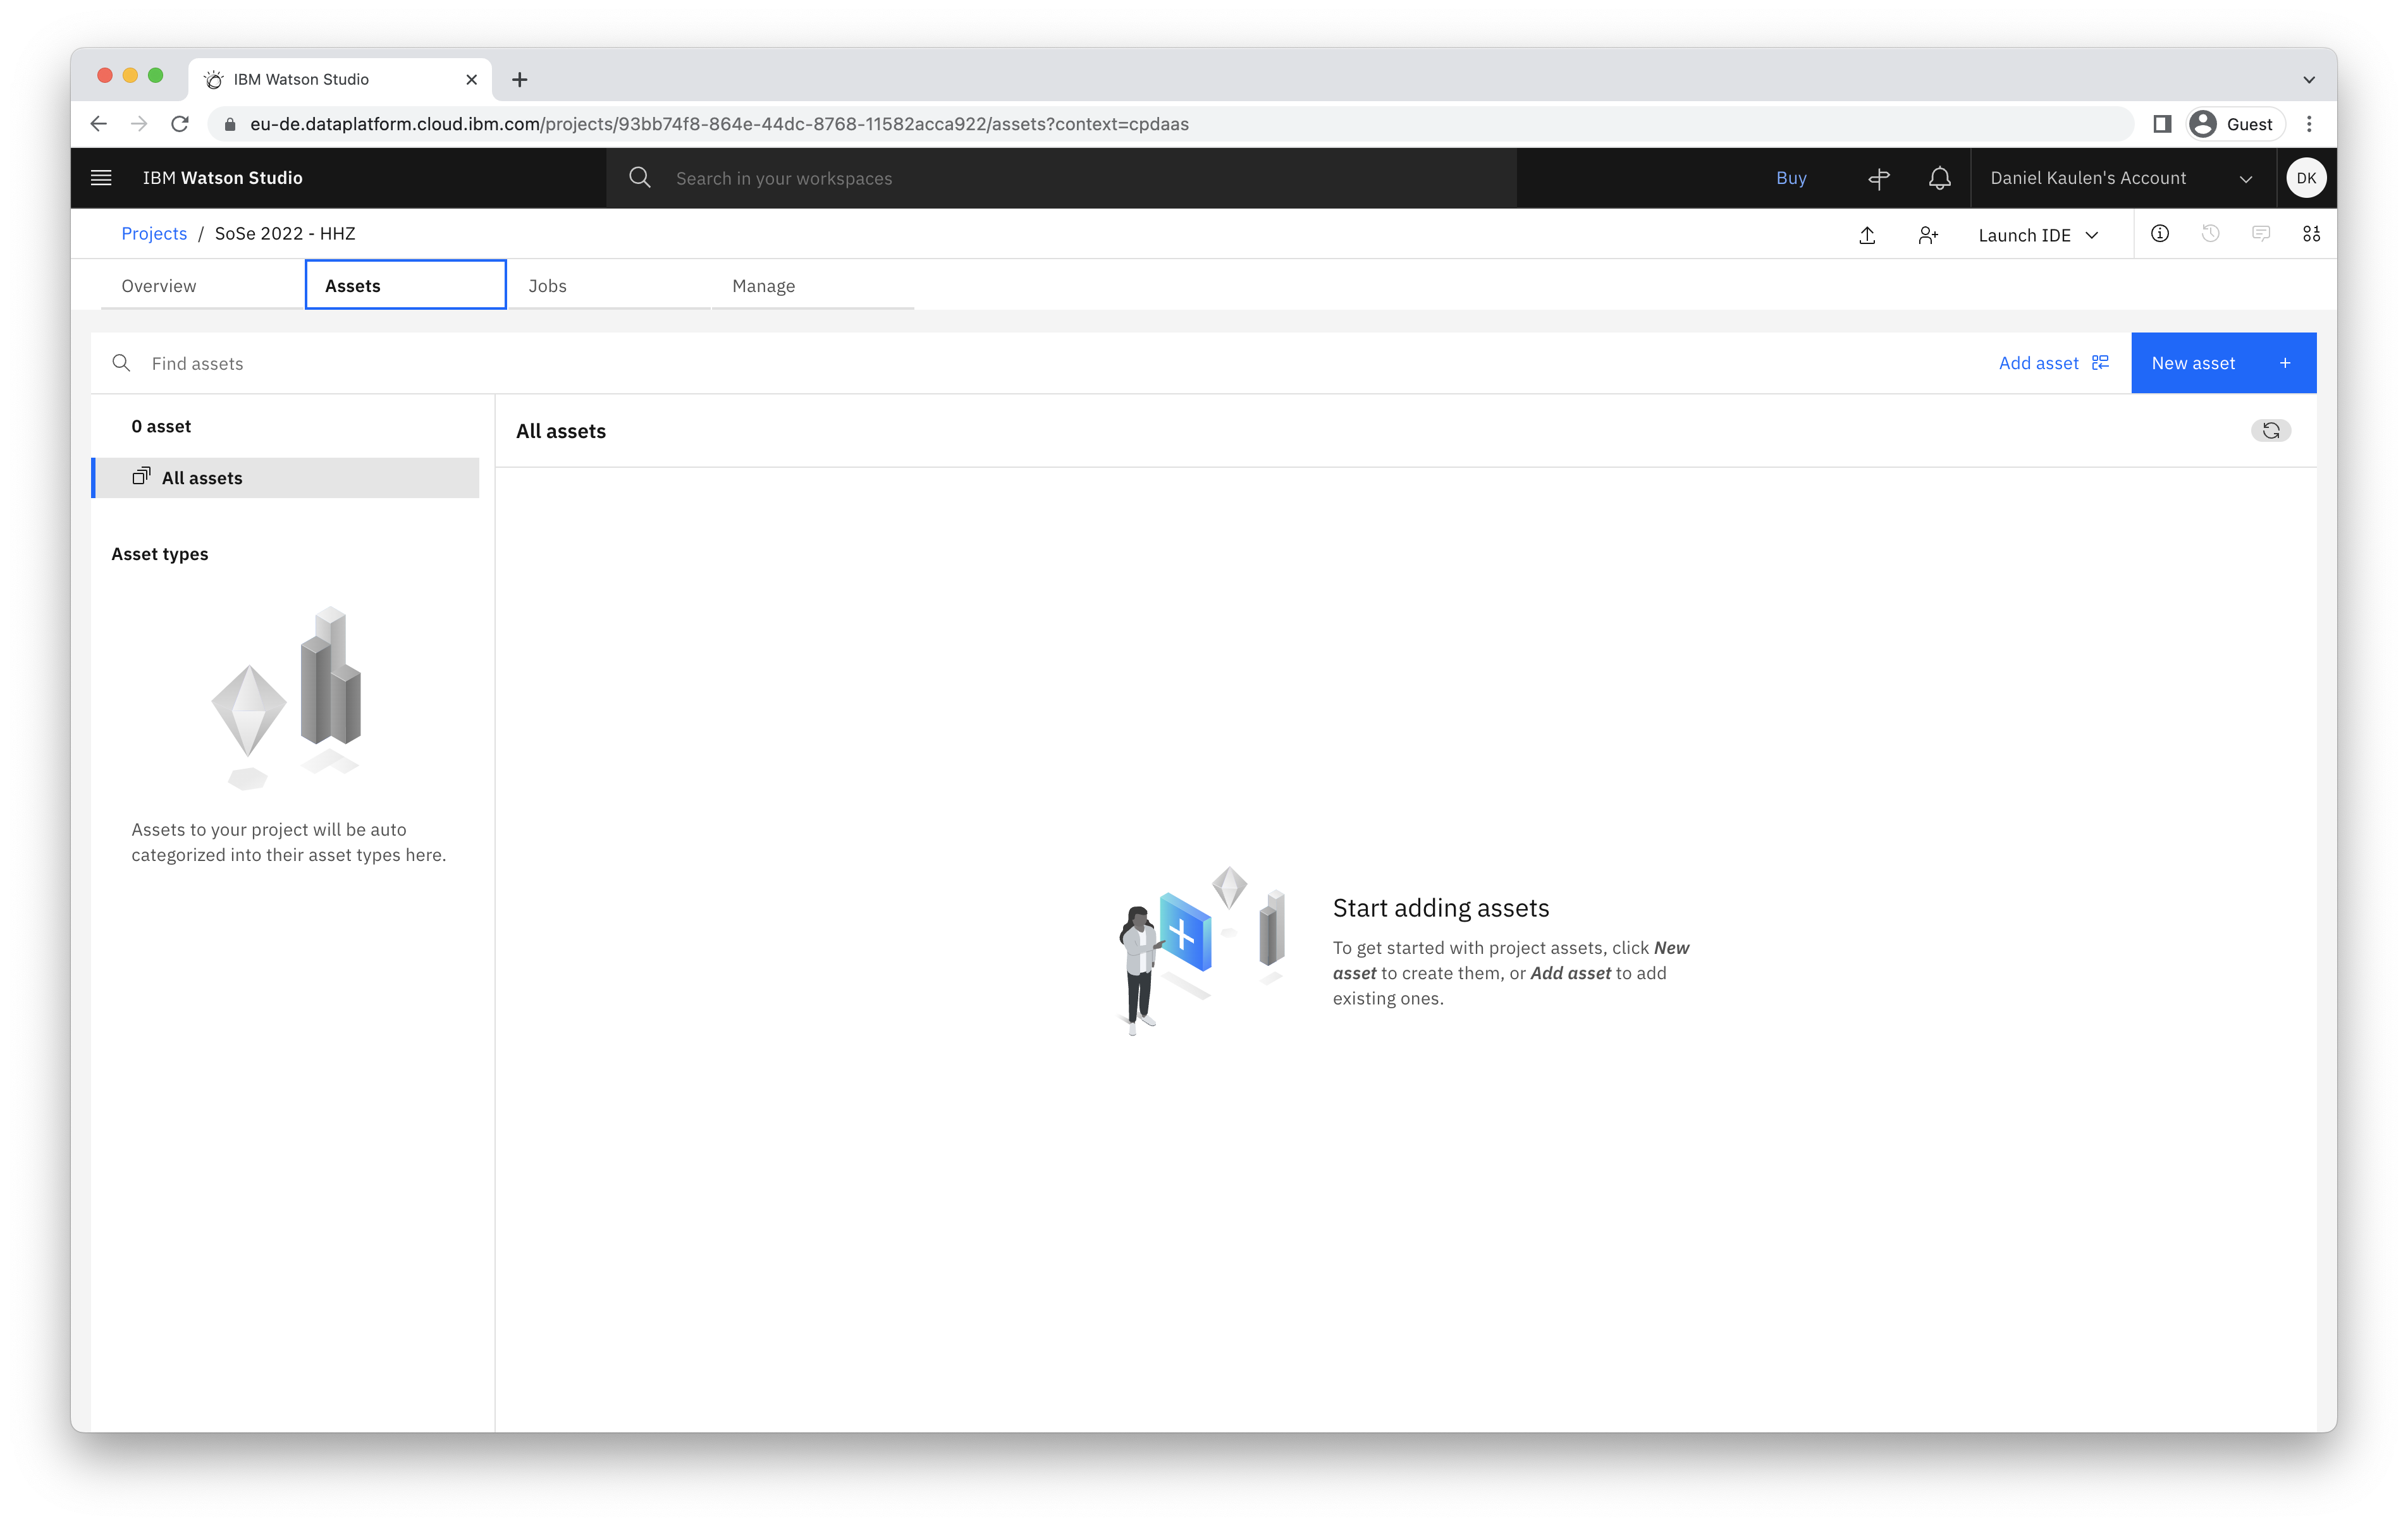 IBM Watson Studio
eu-de.dataplatform.cloud.ibm.com/projects/93bb74f8-864e-44dc-8768-11582acca922/assets?context=cpdaas
Guest
IBM Watson Studio
Search in your workspaces
Buy
Daniel Kaulen's Account
DK
Projects / SoSe 2022 - HHZ
Launch IDE
Overview
Assets
Jobs
Manage
Find assets
Add asset
New asset +
0 asset
All assets
All assets
Asset types
Assets to your project will be auto
categorized into their asset types here.
Start adding assets
To get started with project assets, click New
asset to create them, or Add asset to add
existing ones.